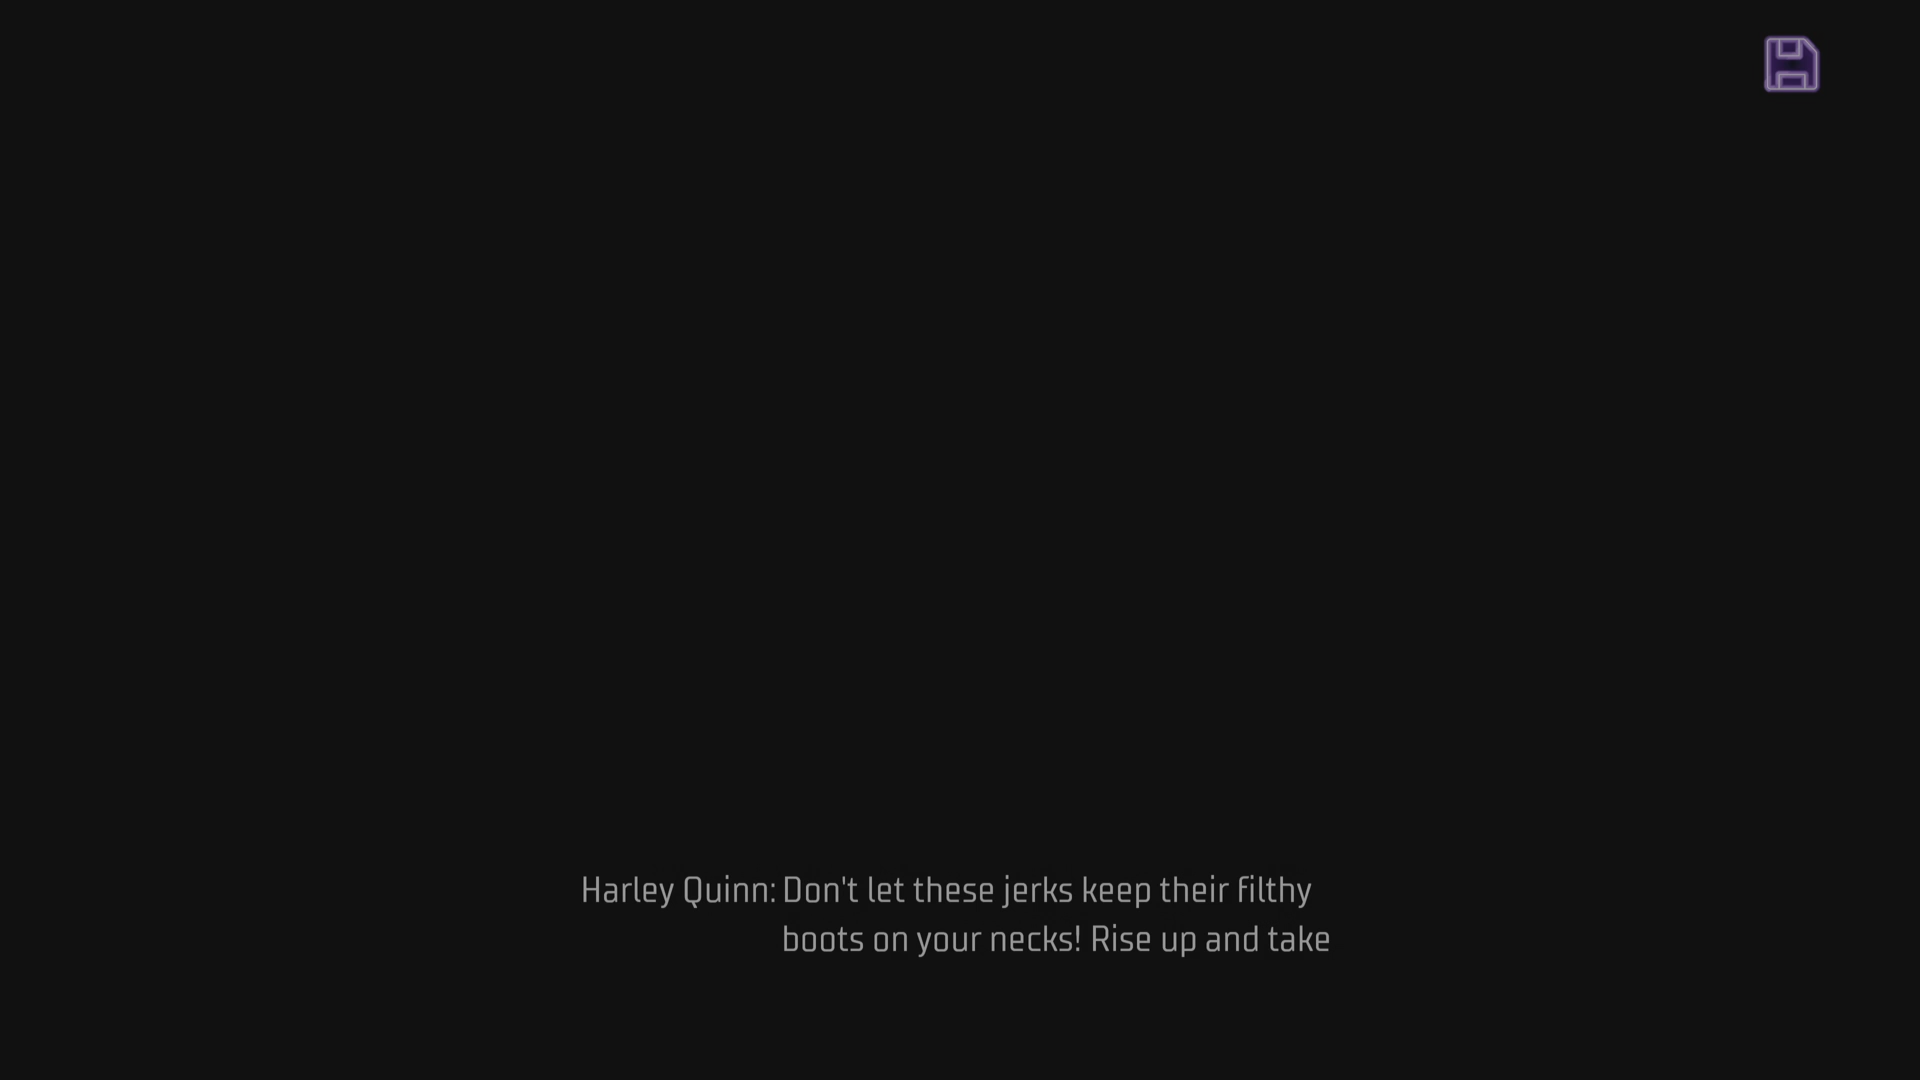 Harley Quinn: Don't let these jerks keep their filthy
boots on your necks! Rise up and take